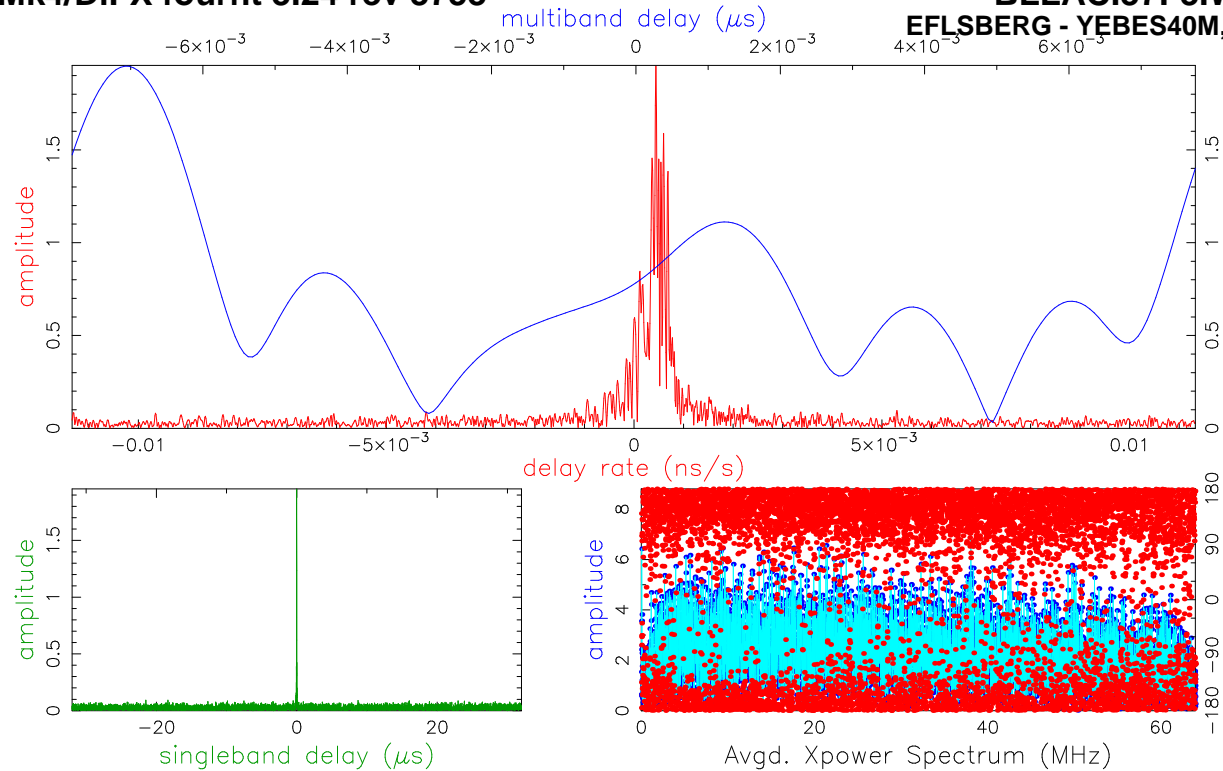 multiband delay (μs)
EFLSBERG - YEBES40M,
−6×10⁻³ −4×10⁻³ −2×10⁻³ 0 2×10⁻³ 4×10⁻³ 6×10⁻³
amplitude
0 0.5 1 1.5
0 0.5 1 1.5
−0.01 −5×10⁻³ 0 5×10⁻³ 0.01
delay rate (ns/s)
amplitude
0 0.5 1 1.5
−20 0 20
singleband delay (μs)
amplitude
0 2 4 6 8
−180 −90 0 90 180
0 20 40 60
Avgd. Xpower Spectrum (MHz)